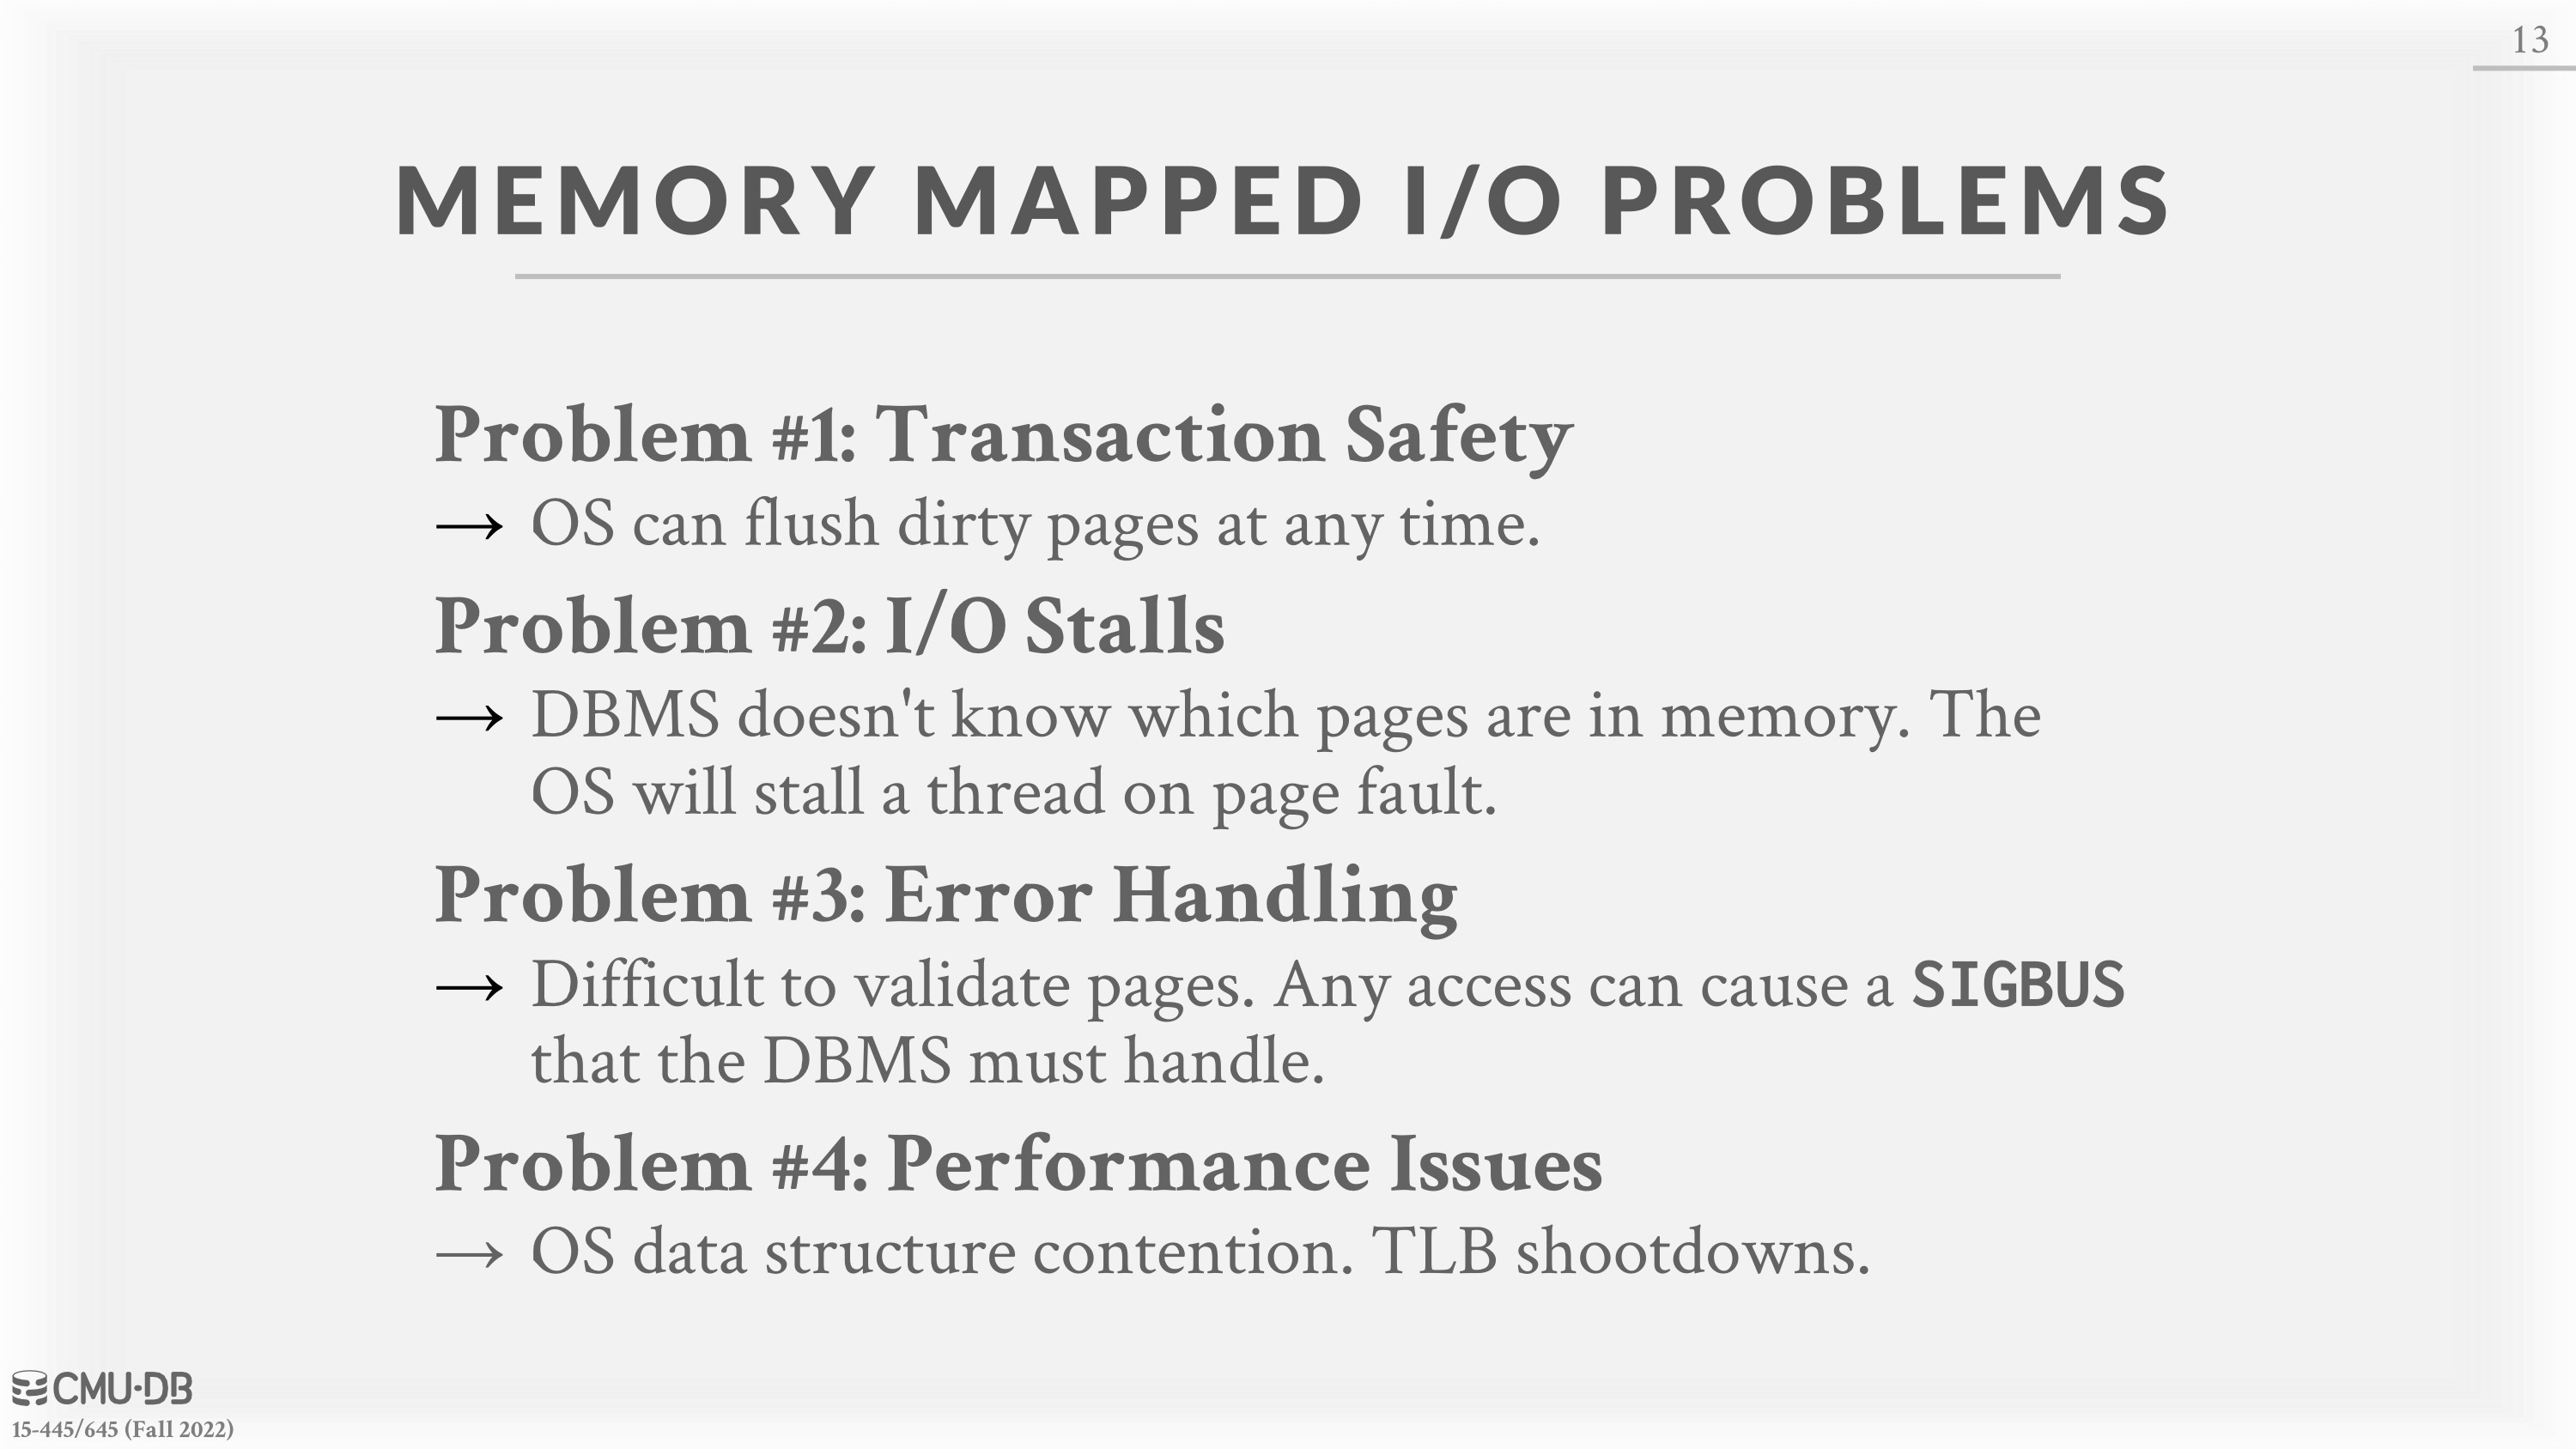 13
MEMORY MAPPED I/O PROBLEMS
Problem #1: Transaction Safety
→ OS can flush dirty pages at any time.
Problem #2: I/O Stalls
→ DBMS doesn't know which pages are in memory. The
OS will stall a thread on page fault.
Problem #3: Error Handling
→ Difficult to validate pages. Any access can cause a SIGBUS
that the DBMS must handle.
Problem #4: Performance Issues
→ OS data structure contention. TLB shootdowns.
CMU·DB
15-445/645 (Fall 2022)